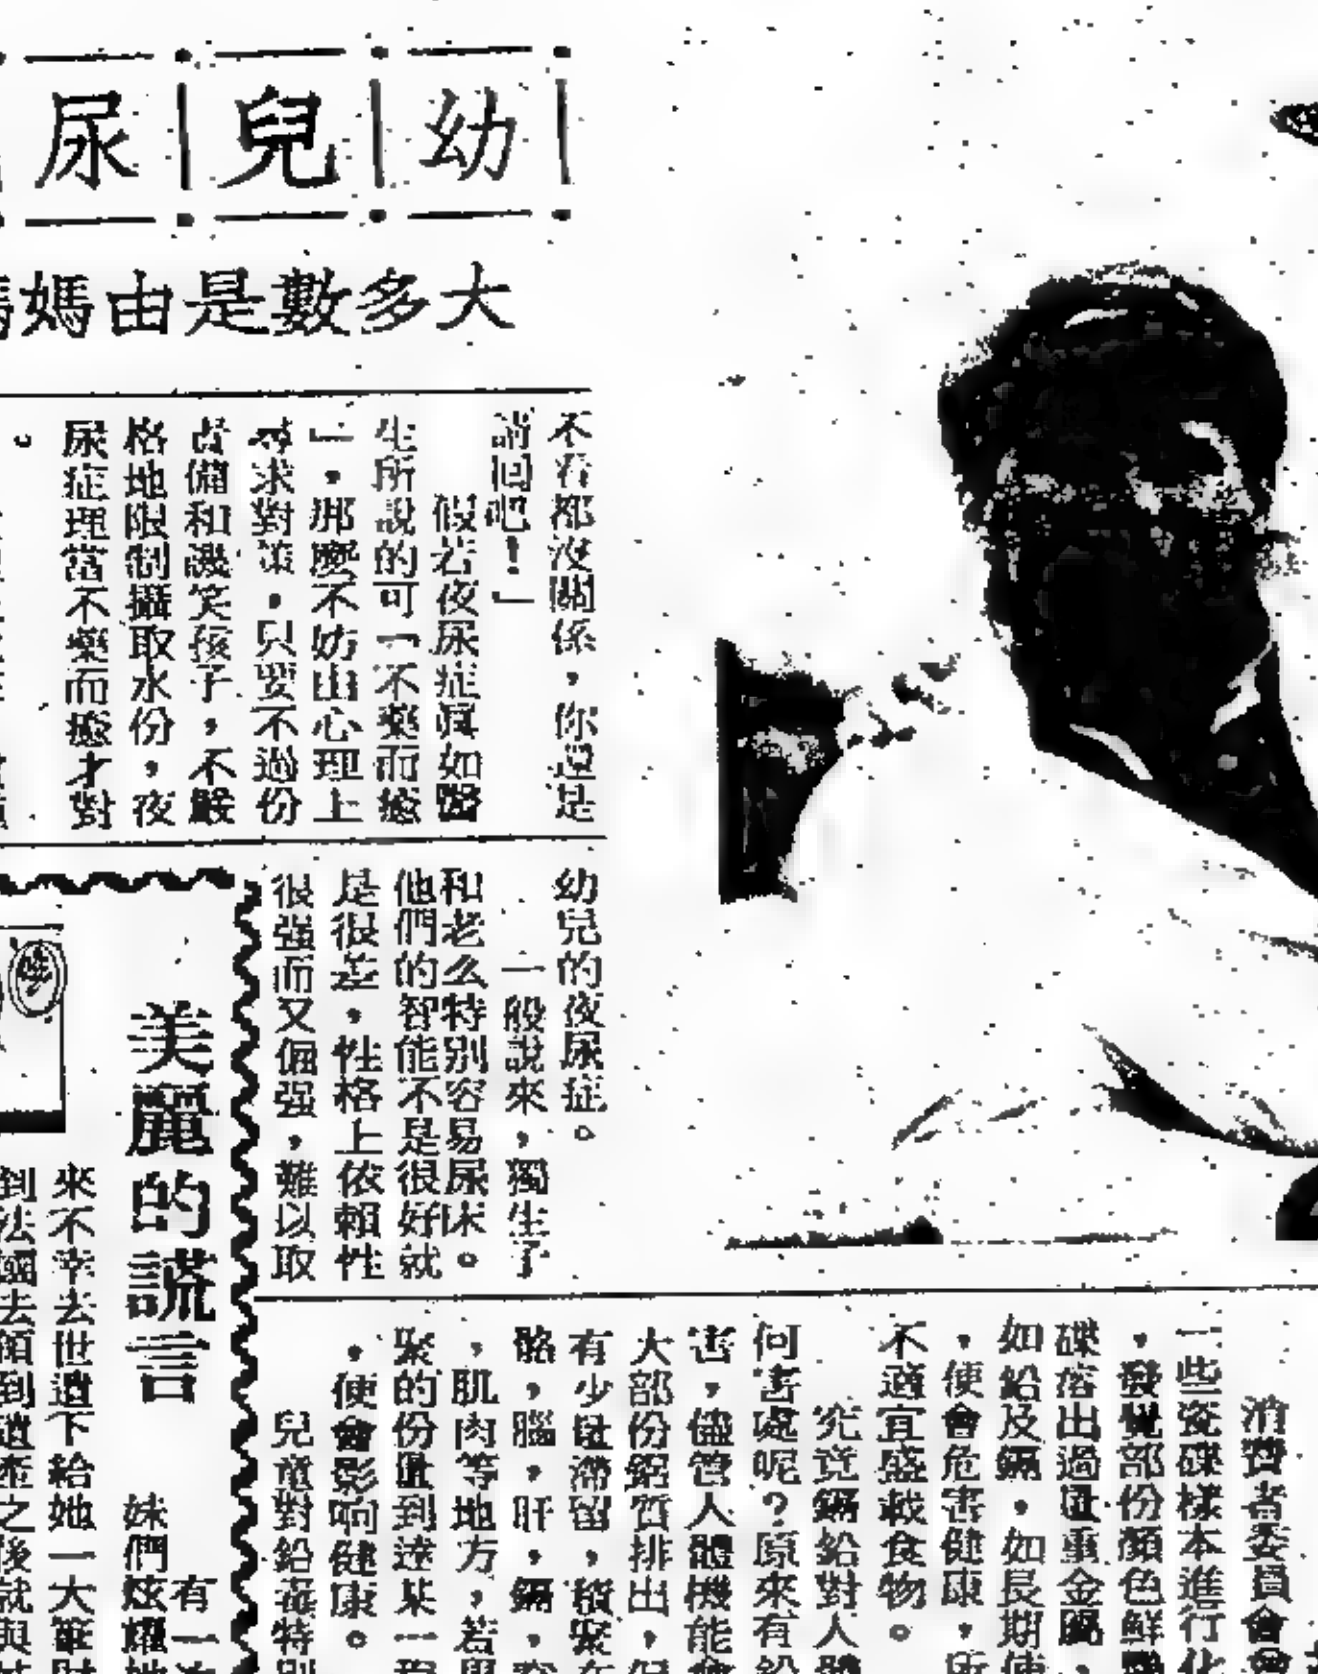 幼兒尿
大多數是由媽
不看都沒關係，你還是
請回吧！」
假若夜尿症眞如醫
生所說的可「不藥而癒
」，那麼不妨由心理上
尋求對策，只要不過份
責備和譏笑孩子，不嚴
格地限制攝取水份，夜
尿症理當不藥而癒才對
。
幼兒的夜尿症。
一般說來，獨生子
和老么特別容易尿床。
他們的智能不是很好就
是很差，性格上依賴性
很强而又倔强，難以取
消費者委員會
一些瓷碟樣本進行化
，發覺部份顏色鮮
碟落出過量重金屬，
如鉛及鎘，如長期使
，便會危害健康，所
不適宜盛載食物。
究竟鎘鉛對人體
何害處呢？原來有
害，儘管人體機能會
大部份鉛質排出，但
有少量滯留，積聚在
骼，腦，肝，鎘，
，肌肉等地方，若
聚的份量到達某一
，便會影响健康。
兒童對鉛毒特別
美麗的謊言
有一
妹們炫耀她
來不幸去世遺下給她一大筆財
到法國去領到遺產之後就與